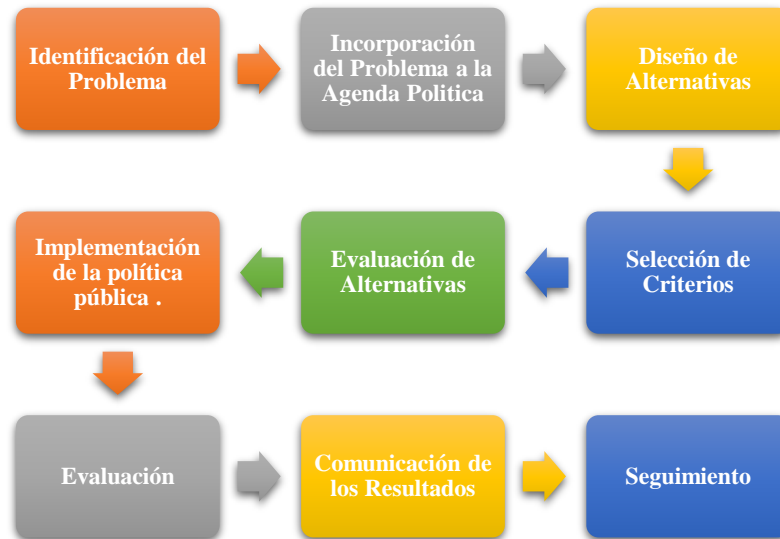 Identificación del
Problema
Incorporación
del Problema a la
Agenda Politica
Diseño de
Alternativas
Selección de
Criterios
Evaluación de
Alternativas
Implementación
de la política
pública .
Evaluación
Comunicación de
los Resultados
Seguimiento